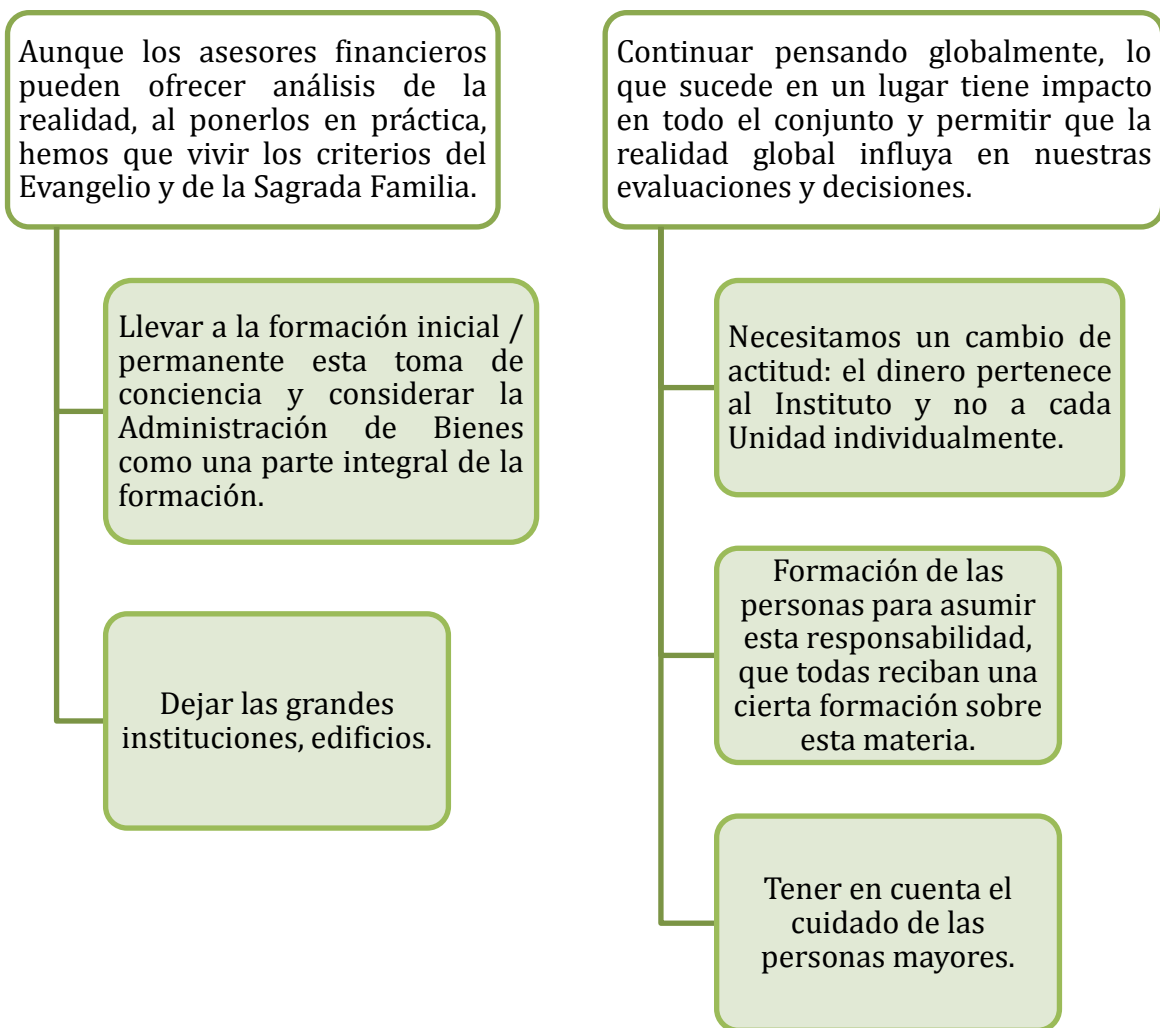 Aunque los asesores financieros
pueden ofrecer análisis de la
realidad, al ponerlos en práctica,
hemos que vivir los criterios del
Evangelio y de la Sagrada Familia.
Llevar a la formación inicial /
permanente esta toma de
conciencia y considerar la
Administración de Bienes
como una parte integral de la
formación.
Dejar las grandes
instituciones, edificios.
Continuar pensando globalmente, lo
que sucede en un lugar tiene impacto
en todo el conjunto y permitir que la
realidad global influya en nuestras
evaluaciones y decisiones.
Necesitamos un cambio de
actitud: el dinero pertenece
al Instituto y no a cada
Unidad individualmente.
Formación de las
personas para asumir
esta responsabilidad,
que todas reciban una
cierta formación sobre
esta materia.
Tener en cuenta el
cuidado de las
personas mayores.